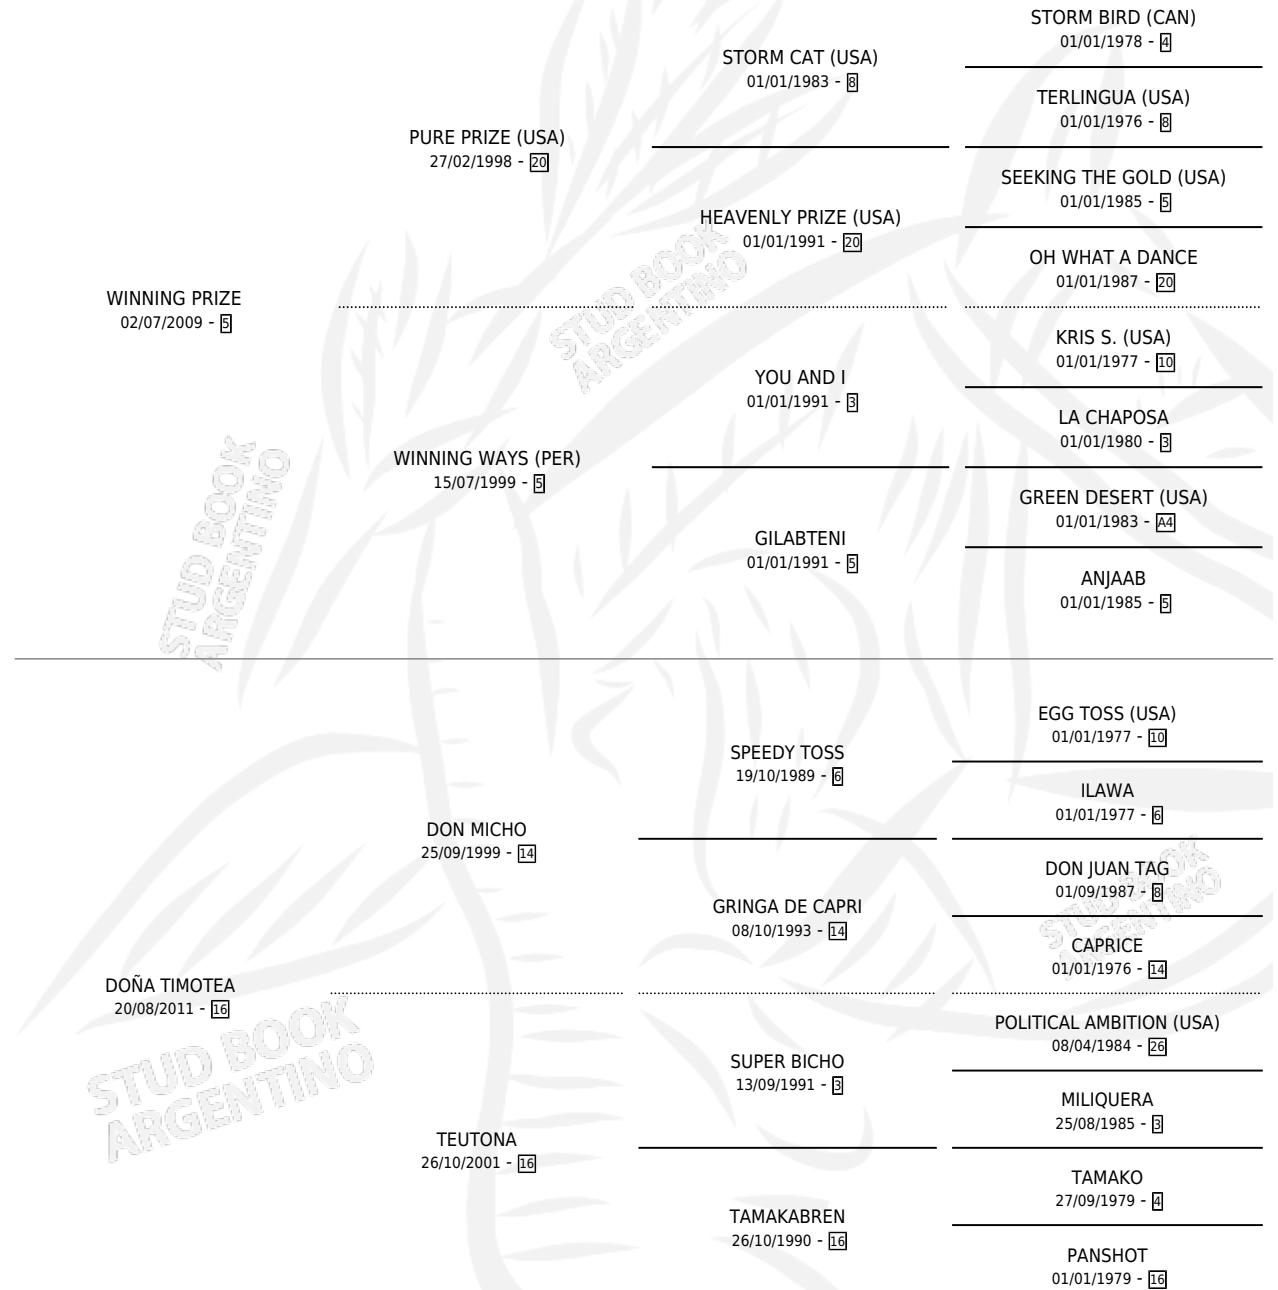 STORM BIRD (CAN)
01/01/1978 - 4
STORM CAT (USA)
01/01/1983 - 8
TERLINGUA (USA)
01/01/1976 - 8
PURE PRIZE (USA)
27/02/1998 - 20
SEEKING THE GOLD (USA)
01/01/1985 - 5
HEAVENLY PRIZE (USA)
01/01/1991 - 20
OH WHAT A DANCE
01/01/1987 - 20
WINNING PRIZE
02/07/2009 - 5
KRIS S. (USA)
01/01/1977 - 10
YOU AND I
01/01/1991 - 3
LA CHAPOSA
01/01/1980 - 3
WINNING WAYS (PER)
15/07/1999 - 5
GREEN DESERT (USA)
01/01/1983 - A4
GILABTENI
01/01/1991 - 5
ANJAAB
01/01/1985 - 5
STUD BOOK
ARGENTINO
STUD BOOK
ARGENTINO
EGG TOSS (USA)
01/01/1977 - 10
SPEEDY TOSS
19/10/1989 - 6
ILAWA
01/01/1977 - 6
DON MICHO
25/09/1999 - 14
DON JUAN TAG
01/09/1987 - 8
GRINGA DE CAPRI
08/10/1993 - 14
CAPRICE
01/01/1976 - 14
DOÑA TIMOTEA
20/08/2011 - 16
POLITICAL AMBITION (USA)
08/04/1984 - 26
SUPER BICHO
13/09/1991 - 3
MILIQUERA
25/08/1985 - 3
TEUTONA
26/10/2001 - 16
TAMAKO
27/09/1979 - 4
TAMAKABREN
26/10/1990 - 16
PANSHOT
01/01/1979 - 16
STUD BOOK
ARGENTINO
STUD BOOK
ARGENTINO